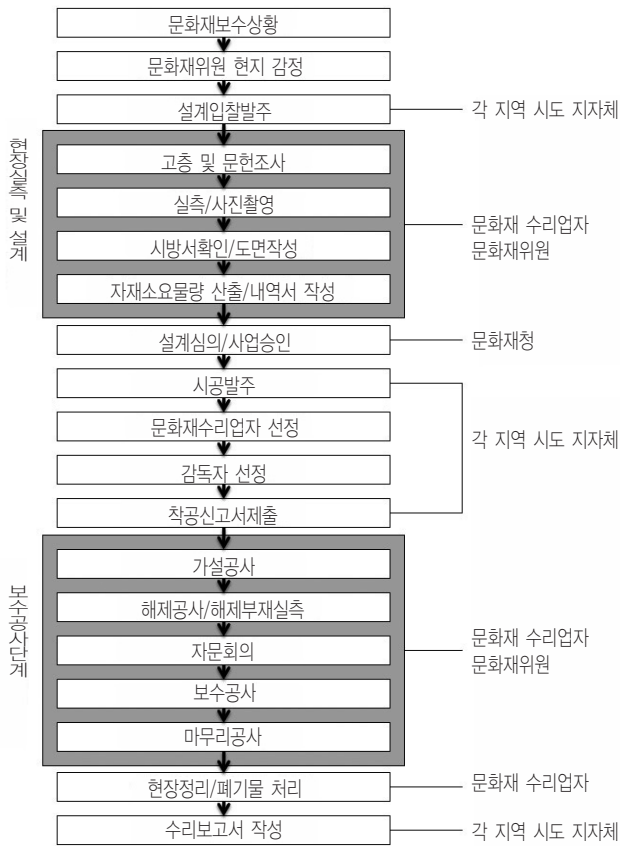 문화재보수상황
문화재위원 현지 감정
설계입찰발주
각 지역 시도 지자체
현장실측 및 설계
고층 및 문헌조사
실측/사진촬영
시방서확인/도면작성
자재소요물량 산출/내역서 작성
문화재 수리업자
문화재위원
설계심의/사업승인
문화재청
시공발주
문화재수리업자 선정
감독자 선정
착공신고서제출
각 지역 시도 지자체
보수공사단계
가설공사
해제공사/해제부재실측
자문회의
보수공사
마무리공사
문화재 수리업자
문화재위원
현장정리/폐기물 처리
문화재 수리업자
수리보고서 작성
각 지역 시도 지자체